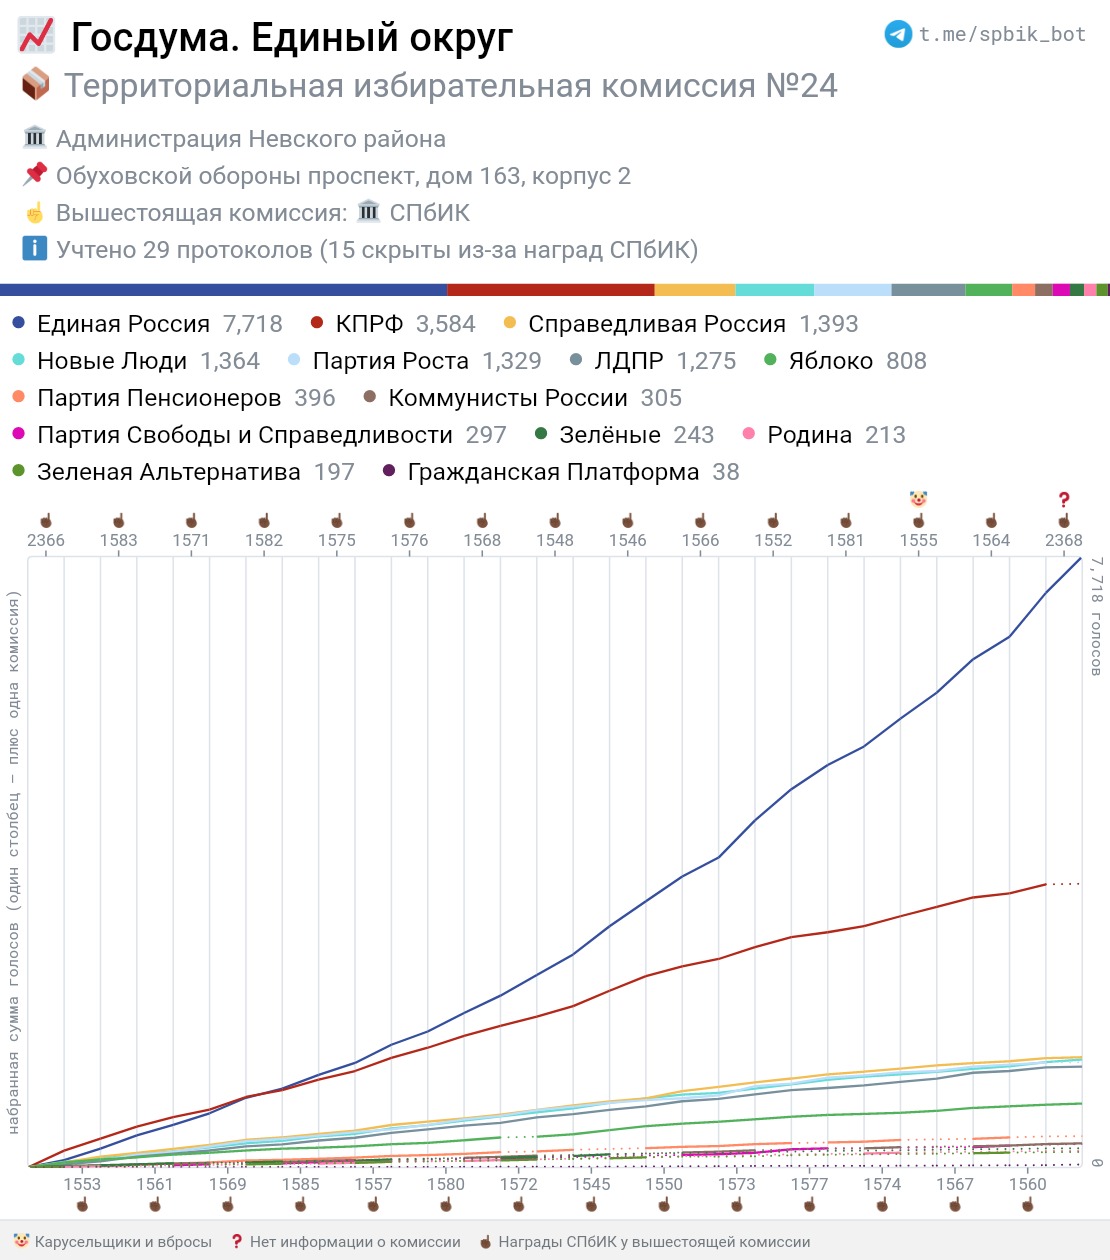 Госдума. Единый округ
t.me/spbik_bot
Территориальная избирательная комиссия №24
Администрация Невского района
Обуховской обороны проспект, дом 163, корпус 2
Вышестоящая комиссия: СПбИК
Учтено 29 протоколов (15 скрыты из-за наград СПбИК)
Единая Россия 7,718 КПРФ 3,584 Справедливая Россия 1,393
Новые Люди 1,364 Партия Роста 1,329 ЛДПР 1,275 Яблоко 808
Партия Пенсионеров 396 Коммунисты России 305
Партия Свободы и Справедливости 297 Зелёные 243 Родина 213
Зеленая Альтернатива 197 Гражданская Платформа 38
2366 1583 1571 1582 1575 1576 1568 1548 1546 1566 1552 1581 1555 1564 2368
набранная сумма голосов (один столбец – плюс одна комиссия)
7,718 голосов
0
1553 1561 1569 1585 1557 1580 1572 1545 1550 1573 1577 1574 1567 1560
Карусельщики и вбросы Нет информации о комиссии Награды СПбИК у вышестоящей комиссии